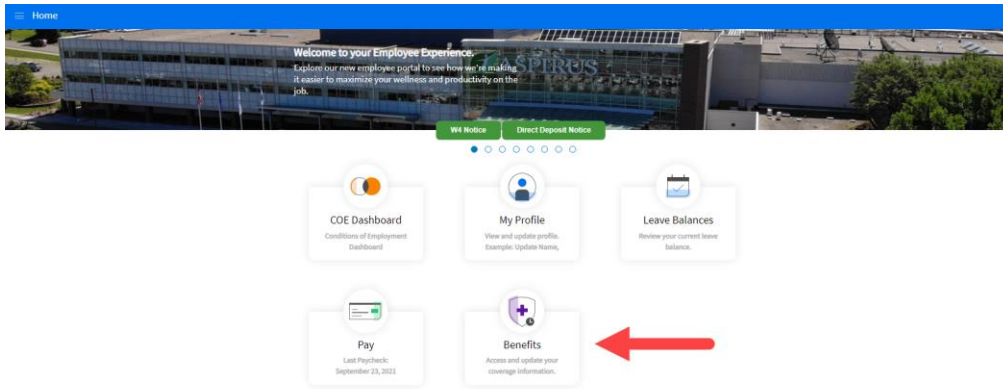 Home
Welcome to your Employee Experience.
Explore our new employee portal to see how we're making
it easier to maximize your wellness and productivity on the
job.
SPIRUS
W4 Notice
Direct Deposit Notice
COE Dashboard
Conditions of Employment
Dashboard
My Profile
View and update profile.
Example: Update Name,
Leave Balances
Review your current leave
balance.
Pay
Last Paycheck:
September 23, 2021
Benefits
Access and update your
coverage information.